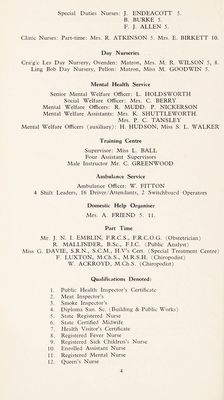 Special Duties Nurses: J. ENDEACOTT 5.
B. BURKE 5.
F. J. ALLEN 5.
Clinic Nurses: Part-time: Mrs. R. ATKINSON 5. Mrs. E. BIRKETT 10.
Day Nurseries
Craigie Lea Day Nursery, Ovenden: Matron, Mrs. M. R. WILSON 5, 8.
Ling Bob Day Nursery, Pellon: Matron, Miss M. GOODWIN 5.
Mental Health Service
Senior Mental Welfare Officer: L. HOLDSWORTH
Social Welfare Officer: Mrs. C. BERRY
Mental Welfare Officers: R. MUDD, P. NICKERSON
Mental Welfare Assistants: Mrs. K. SHUTTLEWORTH
Mrs. P. C. TANSLEY
Mental Welfare Officers (auxiliary): H. HUDSON, Miss S. L. WALKER
Training Centre
Supervisor: Miss L. BALL
Four Assistant Supervisors
Male Instructor Mr. C. GREENWOOD
Ambulance Service
Ambulance Officer: W. FITTON
4 Shift Leaders, 16 Driver/Attendants, 2 Switchboard Operators
Domestic Help Organiser
Mrs. A. FRIEND 5. 11.
Part Time
Mr. J. N. I. EMBLIN, F.R.C.S., F.R.C.O.G. (Obstetrician)
R. MALLINDER, B.Sc., F.I.C. (Public Analyst)
Miss G. DAVIE, S.R.N., S.C.M., H.V's Cert. (Special Treatment Centre)
F. LUXTON, M.Ch.S., M.R.S.H. (Chiropodist)
W. ACKROYD, M.Ch.S. (Chiropodist)
Qualifications Denoted:
1. Public Health Inspector's Certificate
2. Meat Inspector's
3. Smoke Inspector's
4. Diploma San. Sc. (Building & Public Works)
5. State Registered Nurse
6. State Certified Midwife
7. Health Visitor's Certificate
8. Registered Fever Nurse
9. Registered Sick Children's Nurse
10. Enrolled Assistant Nurse
11. Registered Mental Nurse
12. Queen's Nurse
4